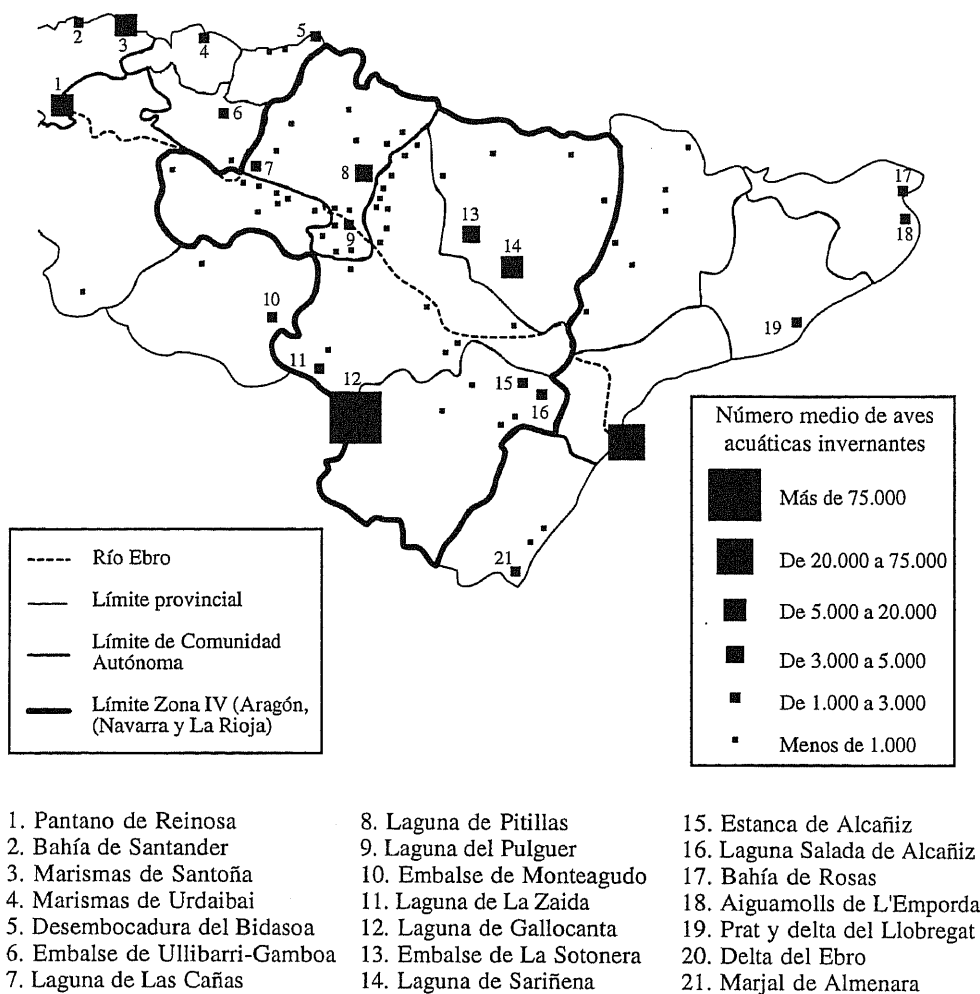 2
3
4
5
1
6
7
8
9
10
11
12
13
14
15
16
17
18
19
21
Río Ebro
Límite provincial
Límite de Comunidad
Autónoma
Límite Zona IV (Aragón,
(Navarra y La Rioja)
Número medio de aves
acuáticas invernantes
Más de 75.000
De 20.000 a 75.000
De 5.000 a 20.000
De 3.000 a 5.000
De 1.000 a 3.000
Menos de 1.000
1. Pantano de Reinosa
2. Bahía de Santander
3. Marismas de Santoña
4. Marismas de Urdaibai
5. Desembocadura del Bidasoa
6. Embalse de Ullibarri-Gamboa
7. Laguna de Las Cañas
8. Laguna de Pitillas
9. Laguna del Pulguer
10. Embalse de Monteagudo
11. Laguna de La Zaida
12. Laguna de Gallocanta
13. Embalse de La Sotonera
14. Laguna de Sariñena
15. Estanca de Alcañiz
16. Laguna Salada de Alcañiz
17. Bahía de Rosas
18. Aiguamolls de L'Emporda
19. Prat y delta del Llobregat
20. Delta del Ebro
21. Marjal de Almenara